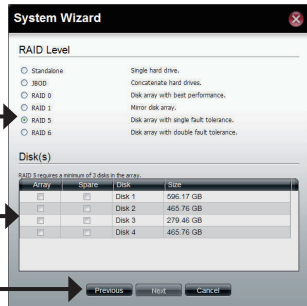 System Wizard
RAID Level
Standalone Single hard drive.
JBOD Concatenate hard drives.
RAID 0 Disk array with best performance.
RAID 1 Mirror disk array.
RAID 5 Disk array with single fault tolerance.
RAID 6 Disk array with double fault tolerance.
Disk(s)
RAID 5 requires a minimum of 3 disks in the array.
Array Spare Disk Size
Disk 1 596.17 GB
Disk 2 465.76 GB
Disk 3 279.46 GB
Disk 4 465.76 GB
Previous Next Cancel